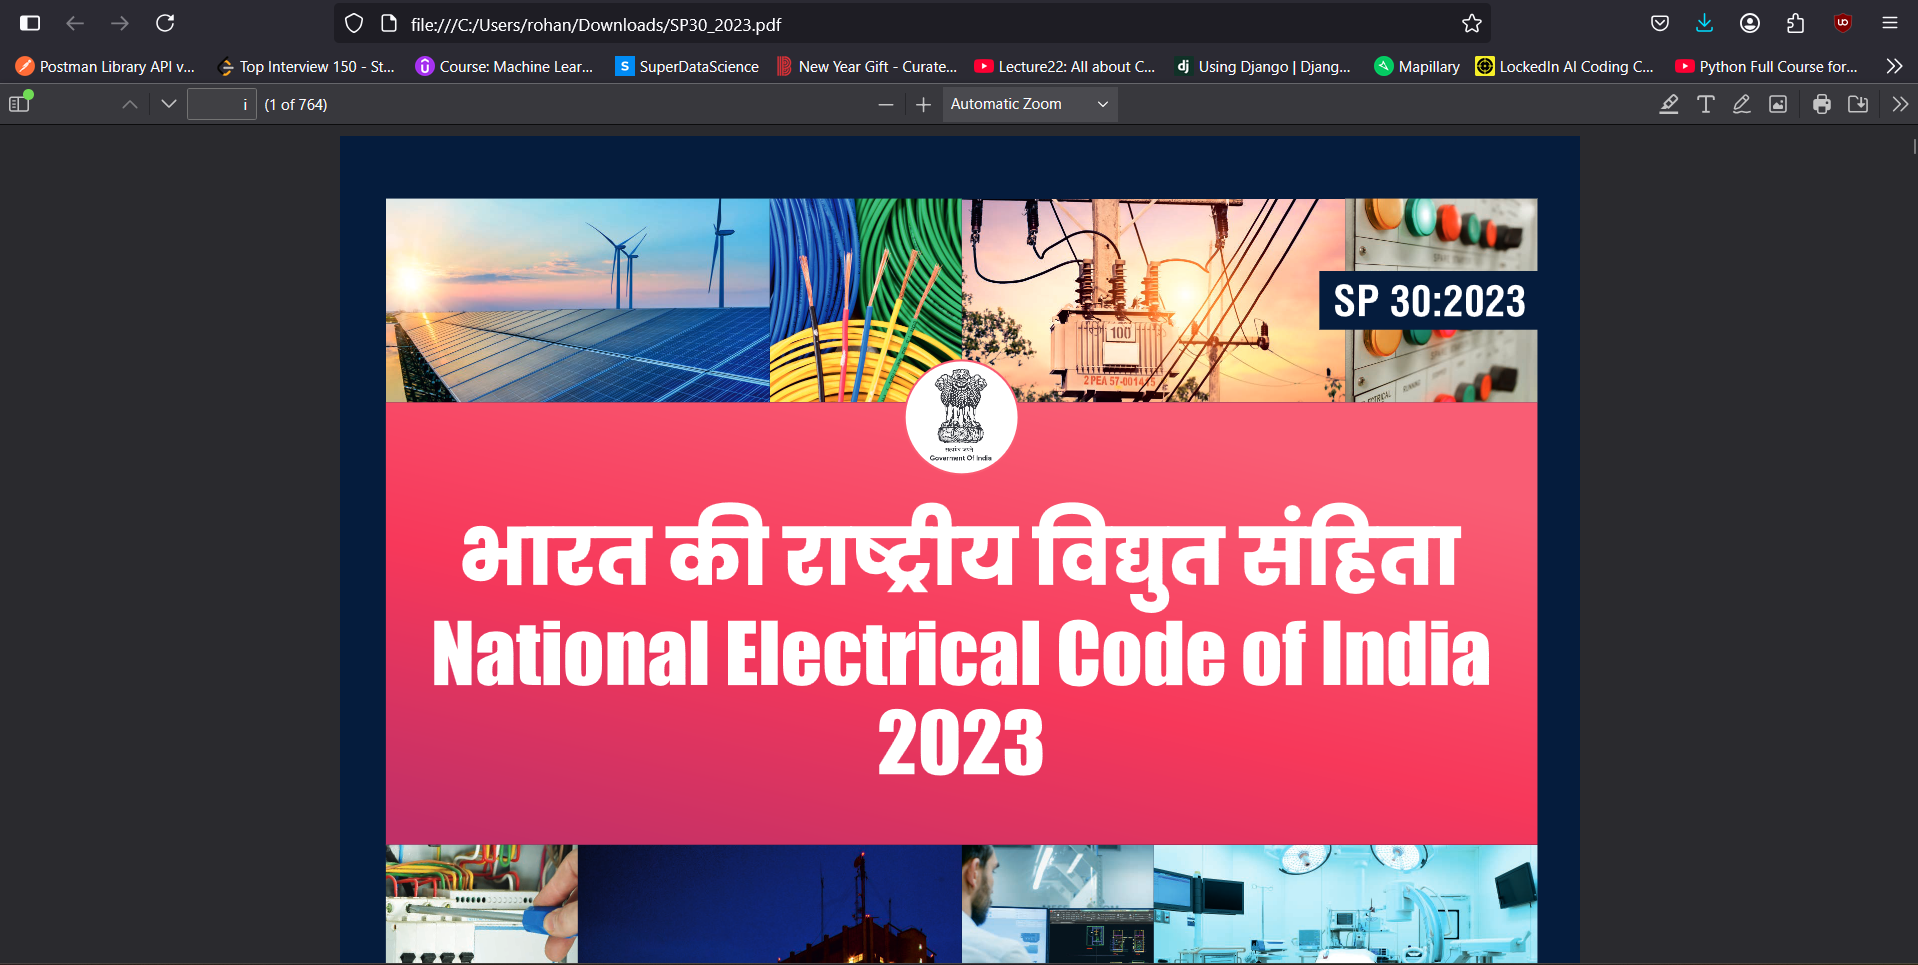 file:///C:/Users/rohan/Downloads/SP30_2023.pdf
Postman Library API v... Top Interview 150 - St... Course: Machine Lear... SuperDataScience New Year Gift - Curate... Lecture22: All about C... Using Django | Djang... Mapillary LockedIn AI Coding C... Python Full Course for...
i (1 of 764) Automatic Zoom
SP 30:2023
100
2 PEA 57-001415
RUNNING
सत्यमेव जयते
Goverment Of India
भारत की राष्ट्रीय विद्युत संहिता
National Electrical Code of India
2023